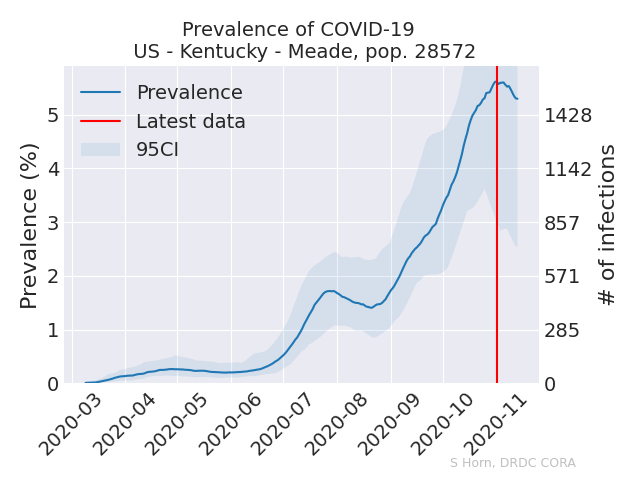 Prevalence of COVID-19
US - Kentucky - Meade, pop. 28572
Prevalence
Latest data
95CI
Prevalence (%)
5
4
3
2
1
0
1428
1142
857
571
285
0
# of infections
2020-03
2020-04
2020-05
2020-06
2020-07
2020-08
2020-09
2020-10
2020-11
S Horn, DRDC CORA